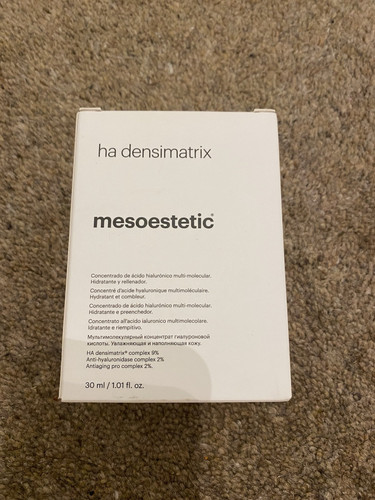 ha densimatrix
mesoestetic®
Concentrado de ácido hialurónico multi-molecular.
Hidratante y rellenador.
Concentré d'acide hyaluronique multimoléculaire.
Hydratant et combleur.
Concentrado de ácido Hialurónico multi-molecular.
Hidratante e preenchedor.
Concentrato all'acido ialuronico multimolecolare.
Idratante e riempitivo.
Мультимолекулярный концентрат гиалуроновой
кислоты. Увлажняющая и наполняющая кожу.
HA densimatrix® complex 9%
Anti-hyaluronidase complex 2%
Antiaging pro complex 2%.
30 ml / 1.01 fl. oz.